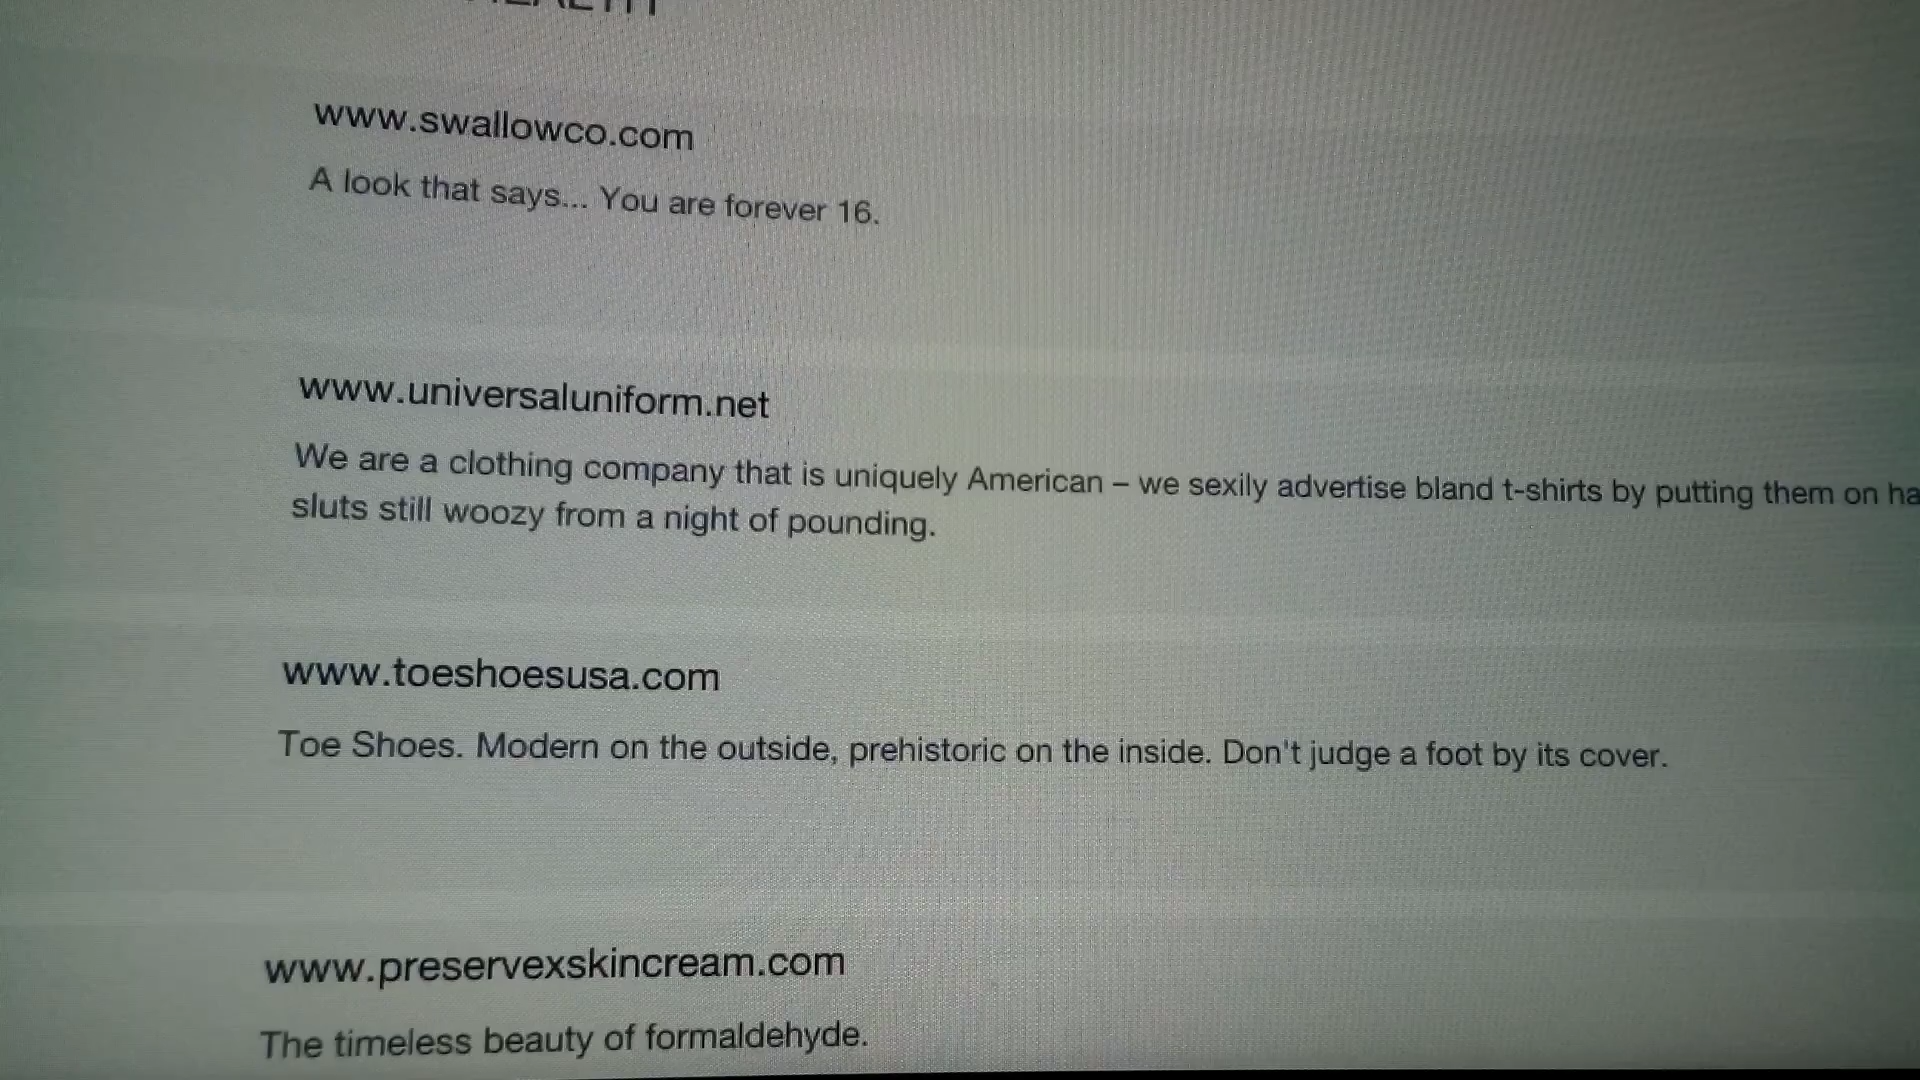 www.swallowco.com
A look that says... You are forever 16.
www.universaluniform.net
We are a clothing company that is uniquely American – we sexily advertise bland t-shirts by putting them on
sluts still woozy from a night of pounding.
www.toeshoesusa.com
Toe Shoes. Modern on the outside, prehistoric on the inside. Don't judge a foot by its cover.
www.preservexskincream.com
The timeless beauty of formaldehyde.